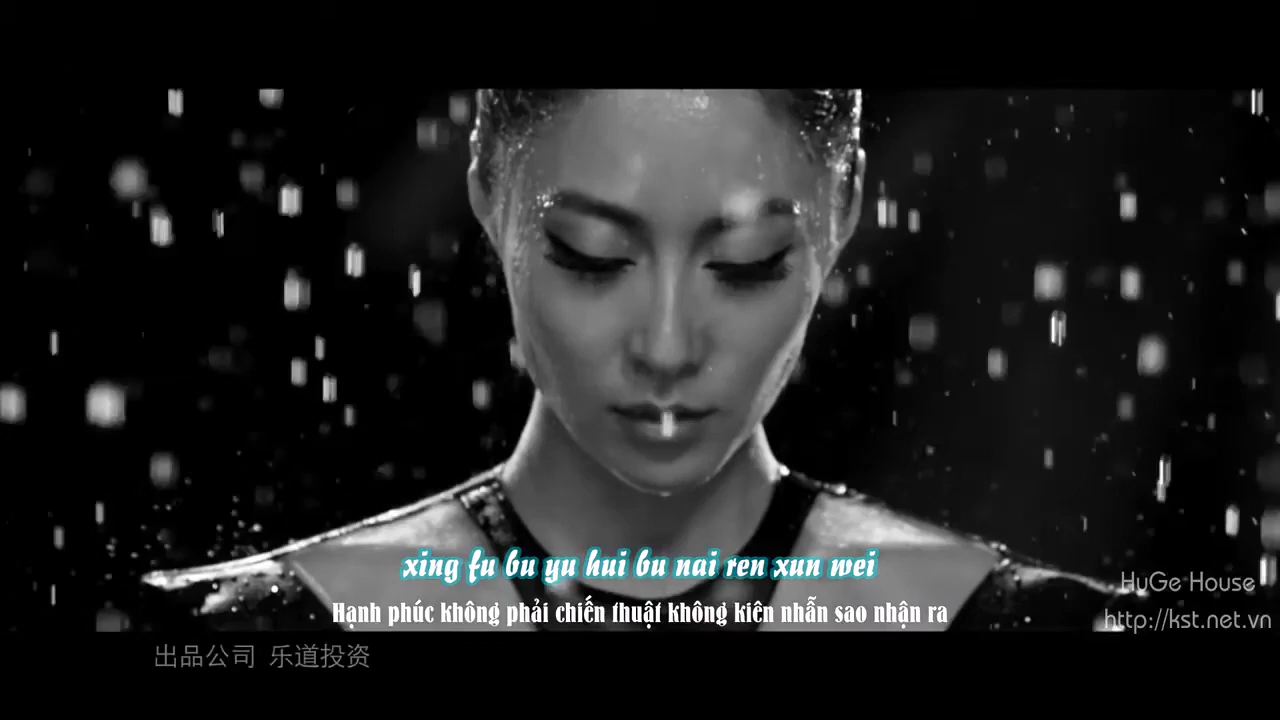 xing fu bu yu hui bu nai ren xun wei
HuGe House
Hạnh phúc không phải chiến thuật không kiên nhẫn sao nhận ra
http://kst.net.vn
出品公司 乐道投资